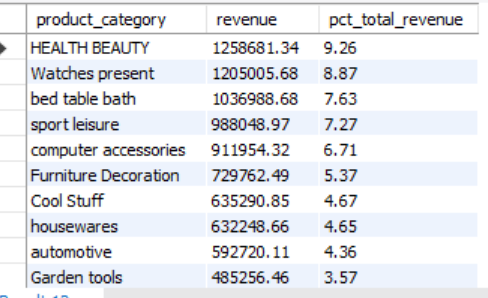 product_category revenue pct_total_revenue
HEALTH BEAUTY 1258681.34 9.26
Watches present 1205005.68 8.87
bed table bath 1036988.68 7.63
sport leisure 988048.97 7.27
computer accessories 911954.32 6.71
Furniture Decoration 729762.49 5.37
Cool Stuff 635290.85 4.67
housewares 632248.66 4.65
automotive 592720.11 4.36
Garden tools 485256.46 3.57